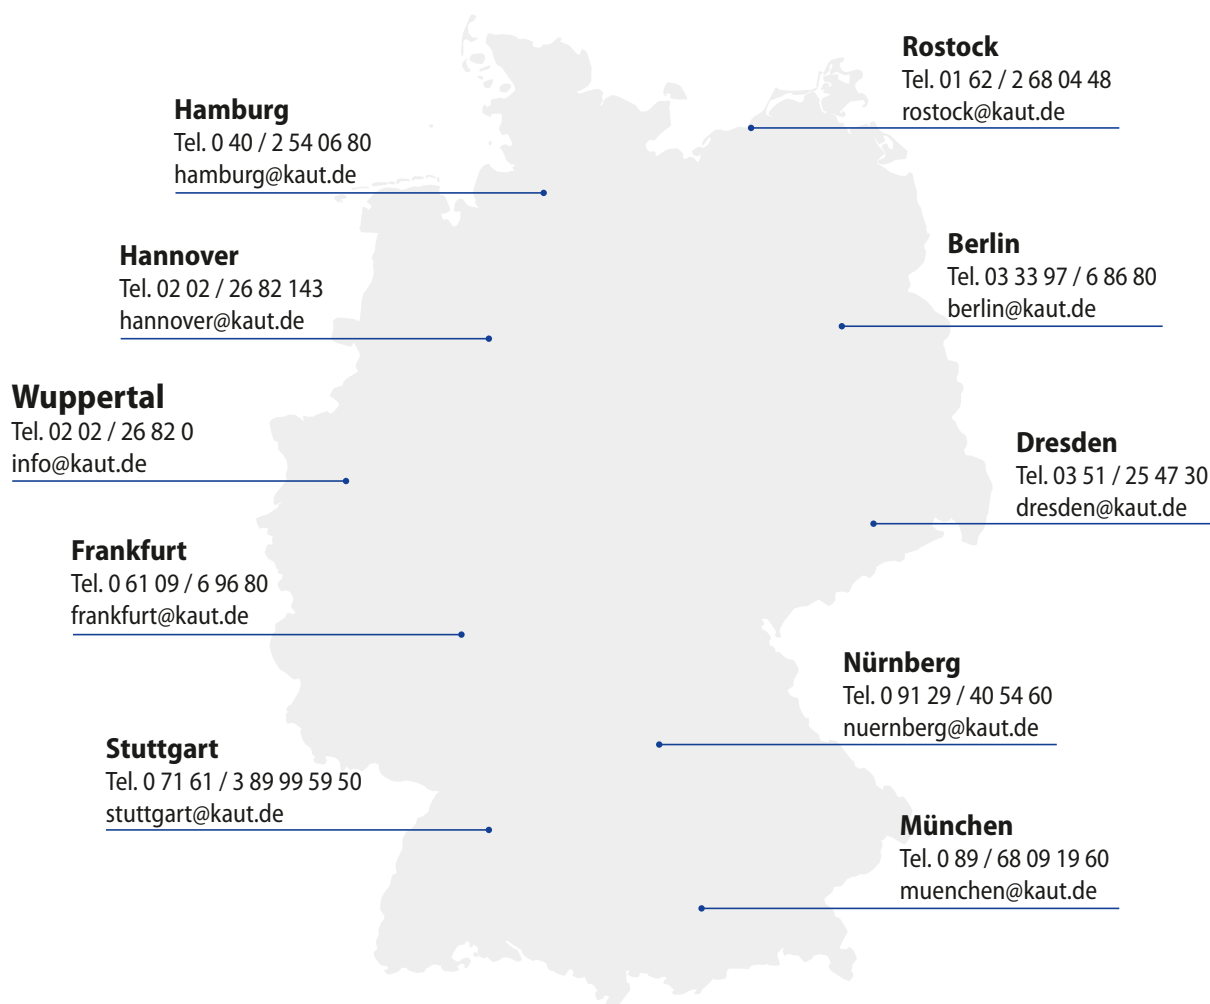 Rostock
Tel. 01 62 / 2 68 04 48
rostock@kaut.de
Hamburg
Tel. 0 40 / 2 54 06 80
hamburg@kaut.de
Hannover
Tel. 02 02 / 26 82 143
hannover@kaut.de
Berlin
Tel. 03 33 97 / 6 86 80
berlin@kaut.de
Wuppertal
Tel. 02 02 / 26 82 0
info@kaut.de
Dresden
Tel. 03 51 / 25 47 30
dresden@kaut.de
Frankfurt
Tel. 0 61 09 / 6 96 80
frankfurt@kaut.de
Nürnberg
Tel. 0 91 29 / 40 54 60
nuernberg@kaut.de
Stuttgart
Tel. 0 71 61 / 3 89 99 59 50
stuttgart@kaut.de
München
Tel. 0 89 / 68 09 19 60
muenchen@kaut.de